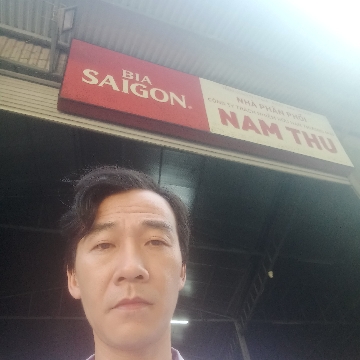 BIA
SAIGON®
NHÀ PHÂN PHỐI
NAM THU